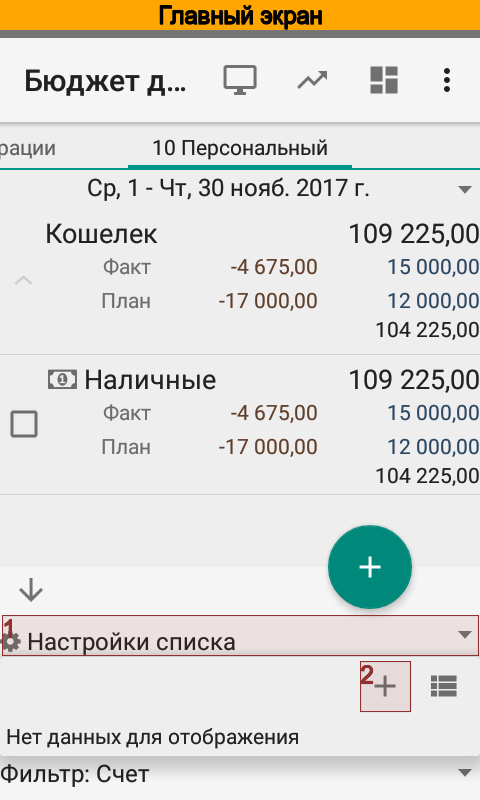 Главный экран
Бюджет д...
рации 10 Персональный
Ср, 1 - Чт, 30 нояб. 2017 г.
Кошелек 109 225,00
Факт -4 675,00 15 000,00
План -17 000,00 12 000,00
104 225,00
Наличные 109 225,00
Факт -4 675,00 15 000,00
План -17 000,00 12 000,00
104 225,00
1 Настройки списка
2
Нет данных для отображения
Фильтр: Счет